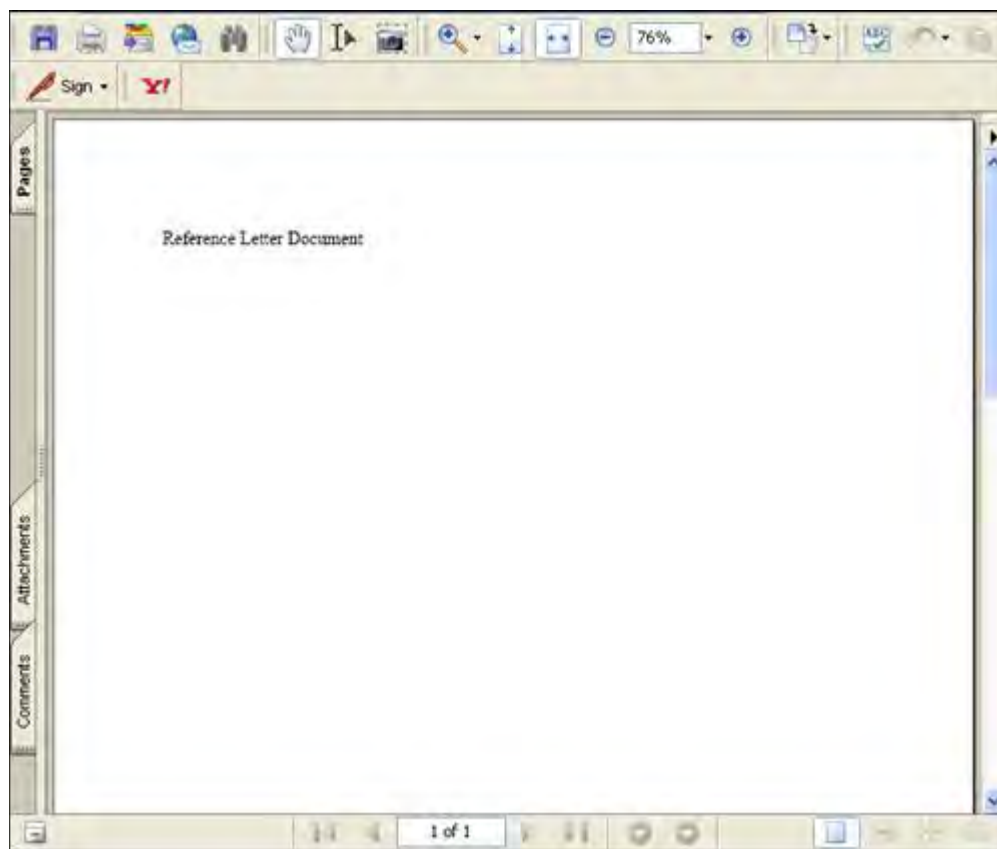 76%
Sign
Y!
Pages
Reference Letter Document
Attachments
Comments
1 of 1